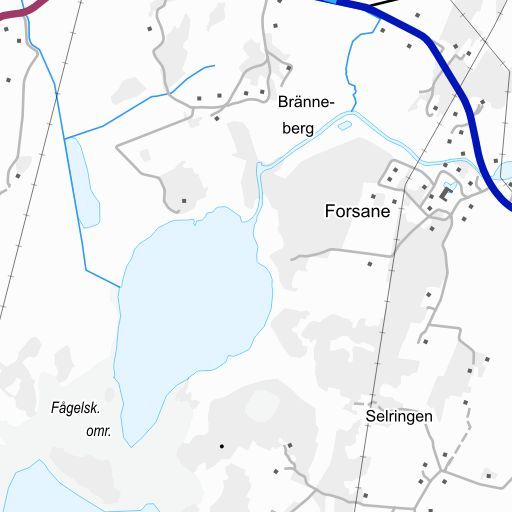 Bränne-
berg
Forsane
Fågelsk.
omr.
Selringen